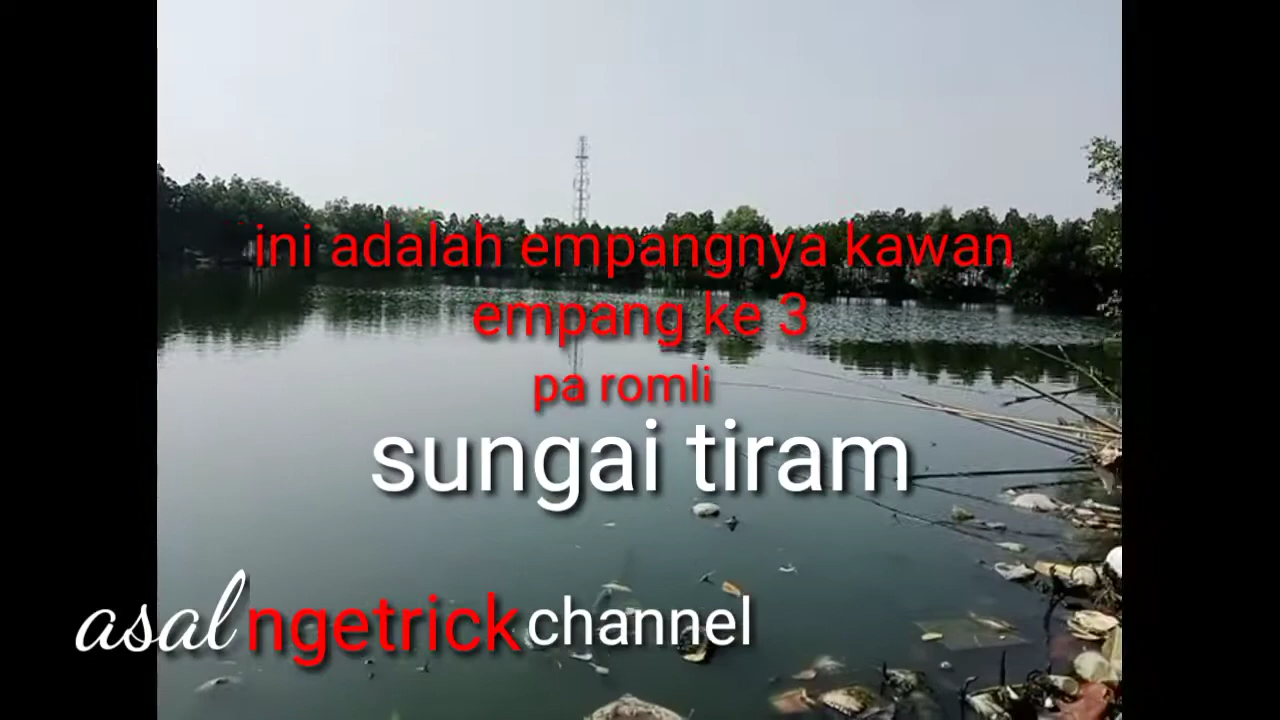 ini adalah empangnya kawan
empang ke 3
pa romli
sungai tiram
asal ngetrick channel